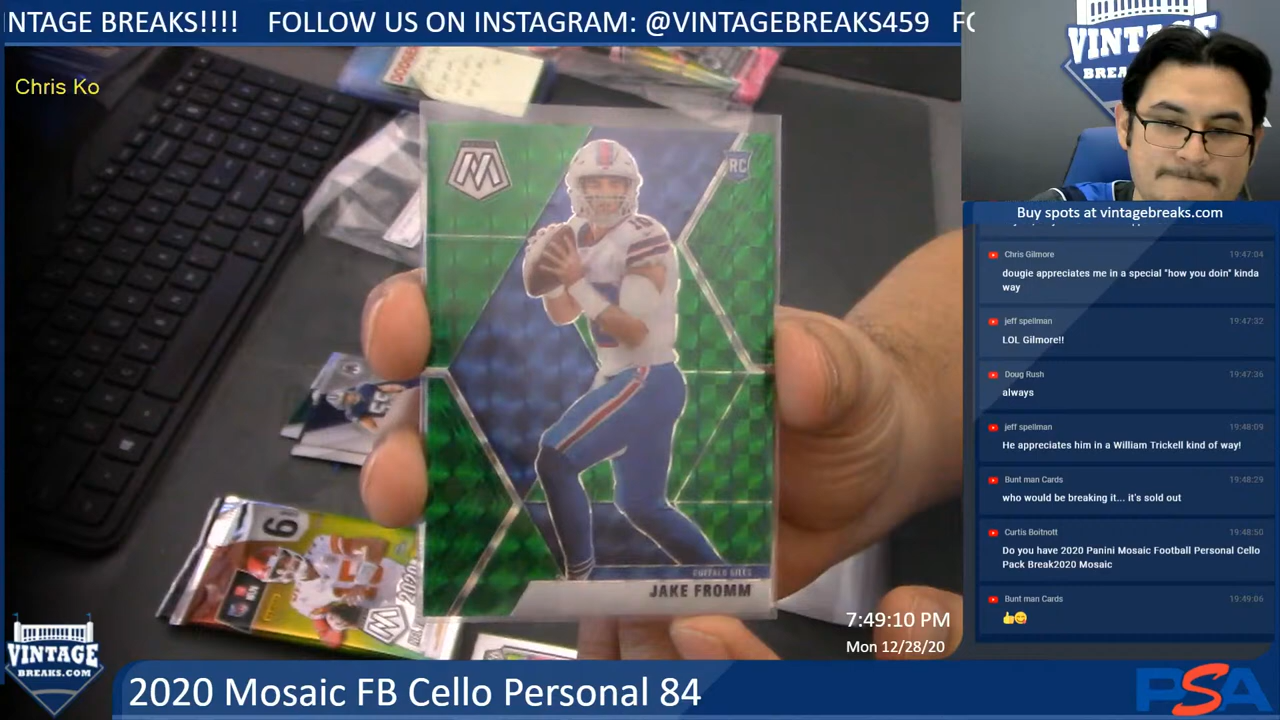 INTAGE BREAKS!!!! FOLLOW US ON INSTAGRAM: @VINTAGEBREAKS459
Chris Ko
VINTAGE
BREA
RC
BUFFALO BILLS
JAKE FROMM
Buy spots at vintagebreaks.com
Chris Gilmore 19:47:04
dougie appreciates me in a special "how you doin" kinda
way
jeff spellman 19:47:32
LOL Gilmore!!
Doug Rush 19:47:36
always
jeff spellman 19:48:09
He appreciates him in a William Trickell kind of way!
Bunt man Cards 19:48:29
who would be breaking it... it's sold out
Curtis Boitnott 19:48:50
Do you have 2020 Panini Mosaic Football Personal Cello
Pack Break2020 Mosaic
Bunt man Cards 19:49:06
👍😋
7:49:10 PM
Mon 12/28/20
VINTAGE
BREAKS.COM
2020 Mosaic FB Cello Personal 84
PSA